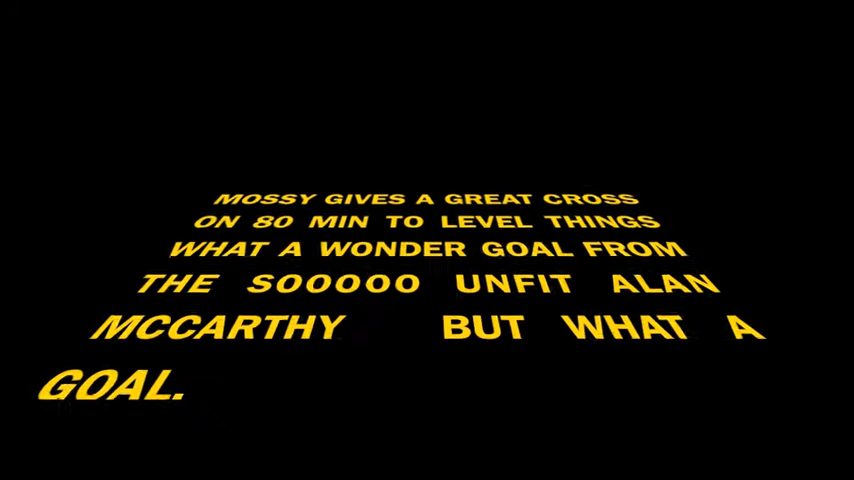 MOSSY GIVES A GREAT CROSS
ON 80 MIN TO LEVEL THINGS
WHAT A WONDER GOAL FROM
THE SOOOOO UNFIT ALAN
MCCARTHY BUT WHAT A
GOAL.